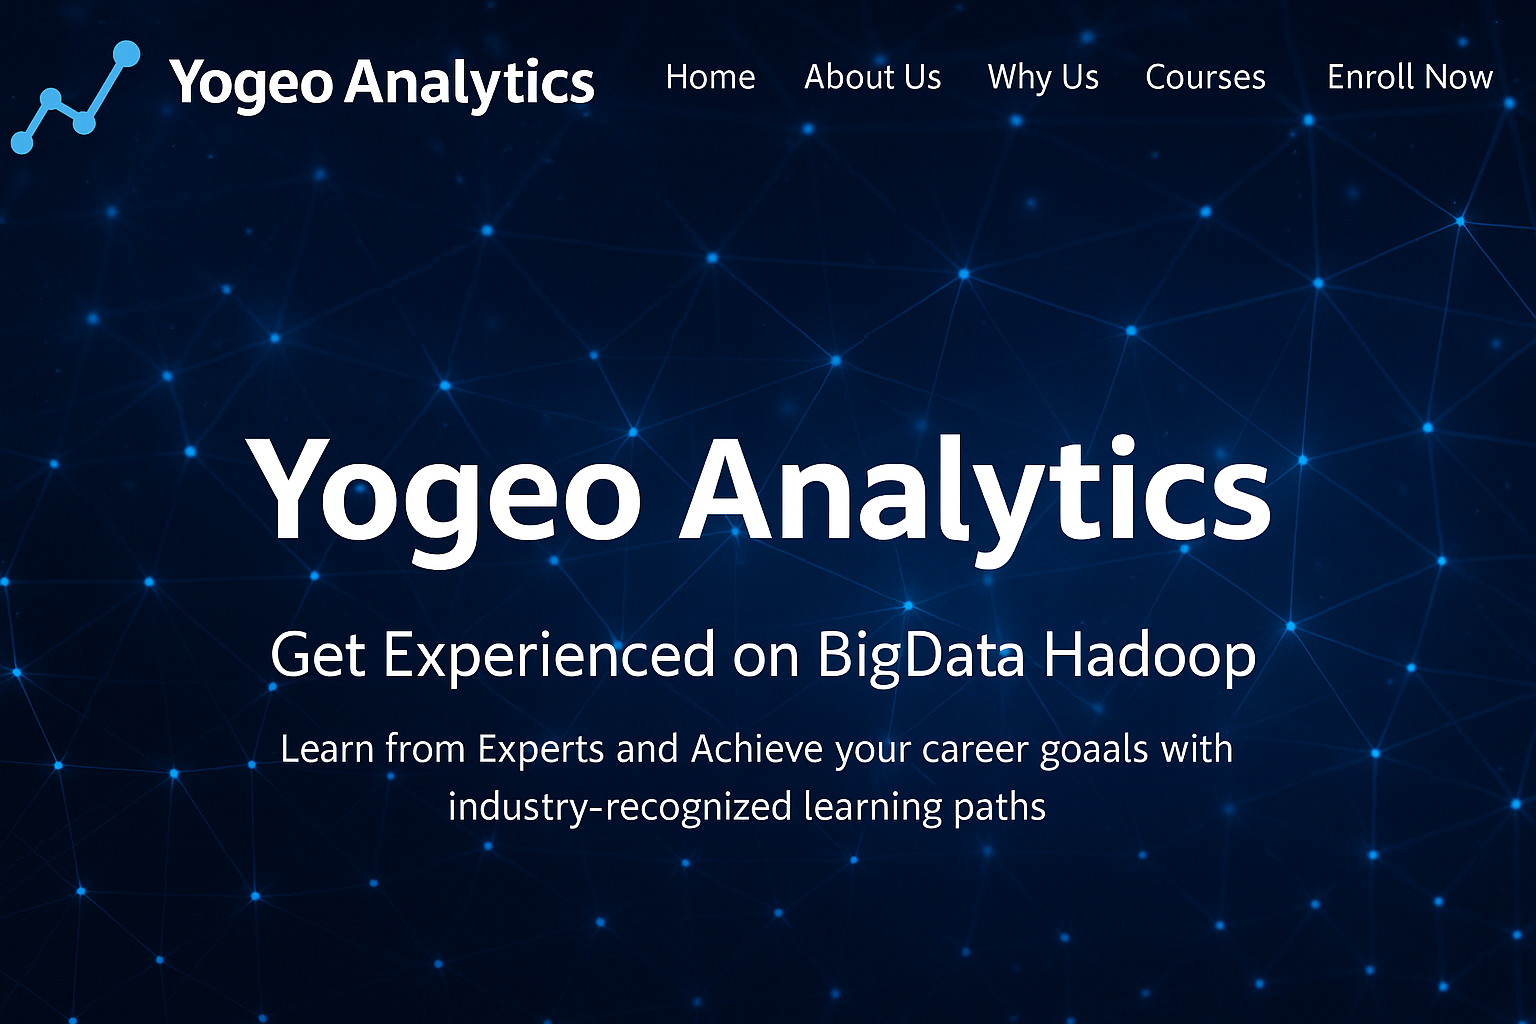 Yogeo Analytics
Home About Us Why Us Courses Enroll Now
Yogeo Analytics
Get Experienced on BigData Hadoop
Learn from Experts and Achieve your career goaals with
industry-recognized learning paths